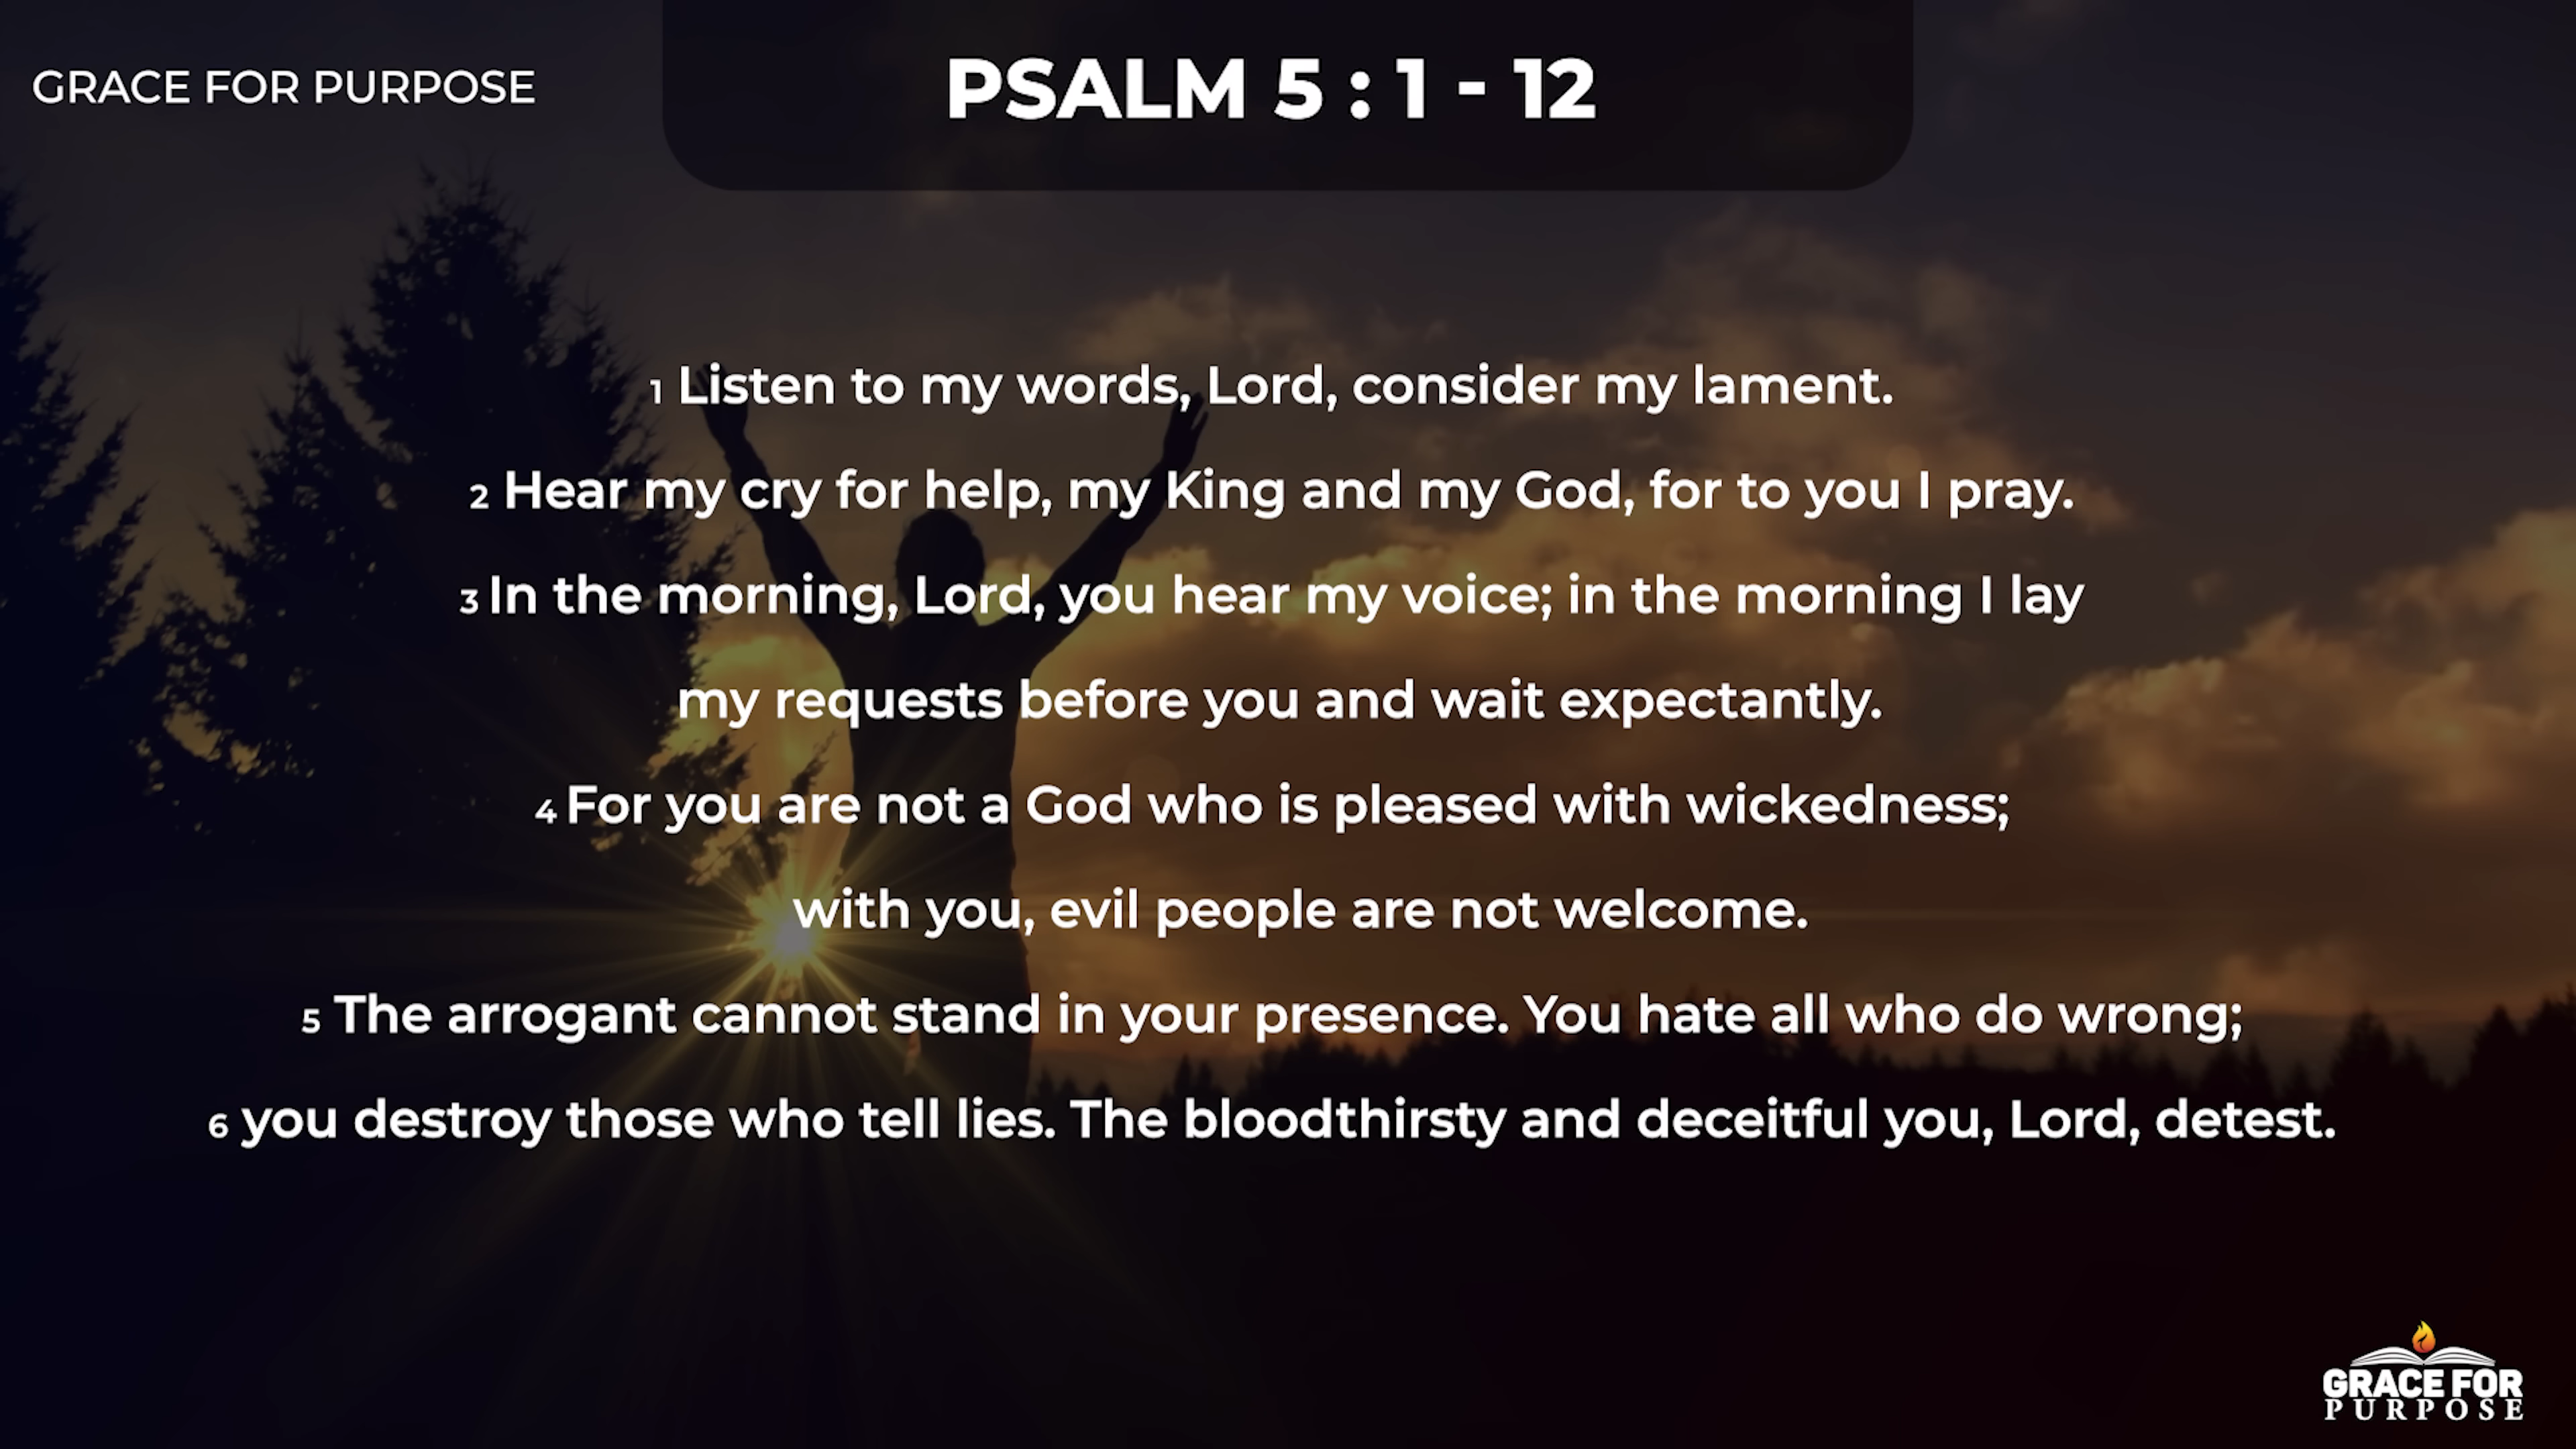 GRACE FOR PURPOSE
PSALM 5 : 1 - 12
1 Listen to my words, Lord, consider my lament.
2 Hear my cry for help, my King and my God, for to you I pray.
3 In the morning, Lord, you hear my voice; in the morning I lay
my requests before you and wait expectantly.
4 For you are not a God who is pleased with wickedness;
with you, evil people are not welcome.
5 The arrogant cannot stand in your presence. You hate all who do wrong;
6 you destroy those who tell lies. The bloodthirsty and deceitful you, Lord, detest.
GRACE FOR
PURPOSE